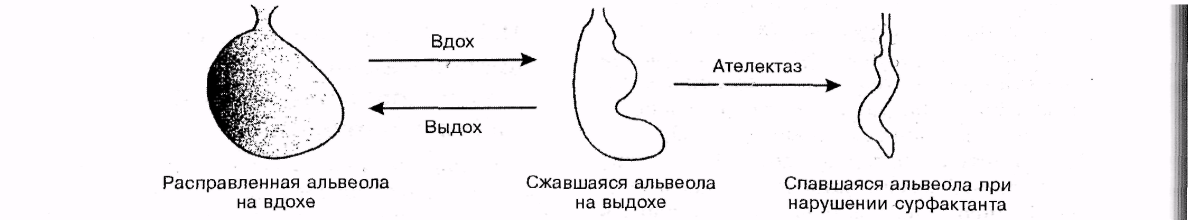 Вдох
Выдох
Ателектаз
Расправленная альвеола
на вдохе
Сжавшаяся альвеола
на выдохе
Спавшаяся альвеола при
нарушении сурфактанта